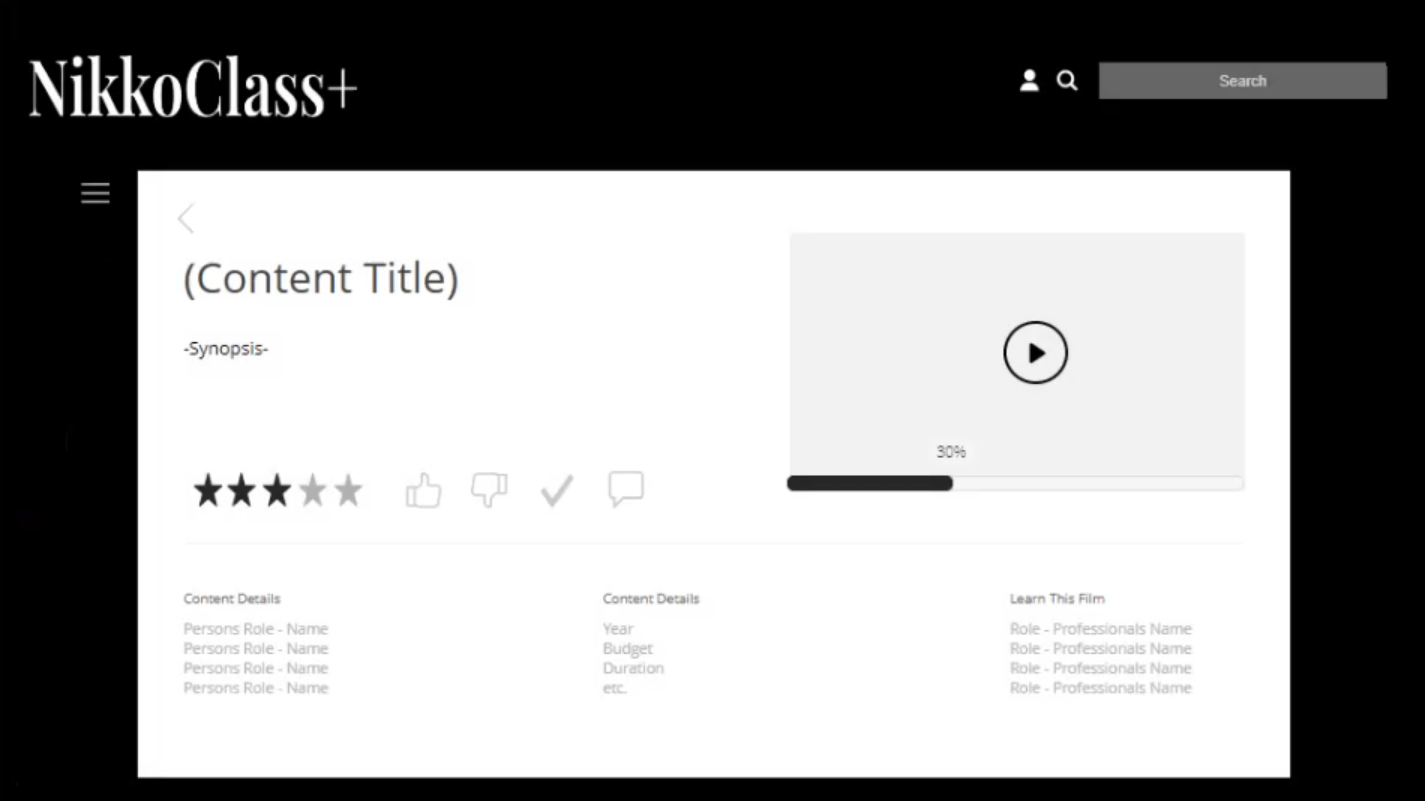 NikkoClass+
Search
(Content Title)
-Synopsis-
30%
Content Details
Persons Role - Name
Persons Role - Name
Persons Role - Name
Persons Role - Name
Content Details
Year
Budget
Duration
etc.
Learn This Film
Role - Professionals Name
Role - Professionals Name
Role - Professionals Name
Role - Professionals Name